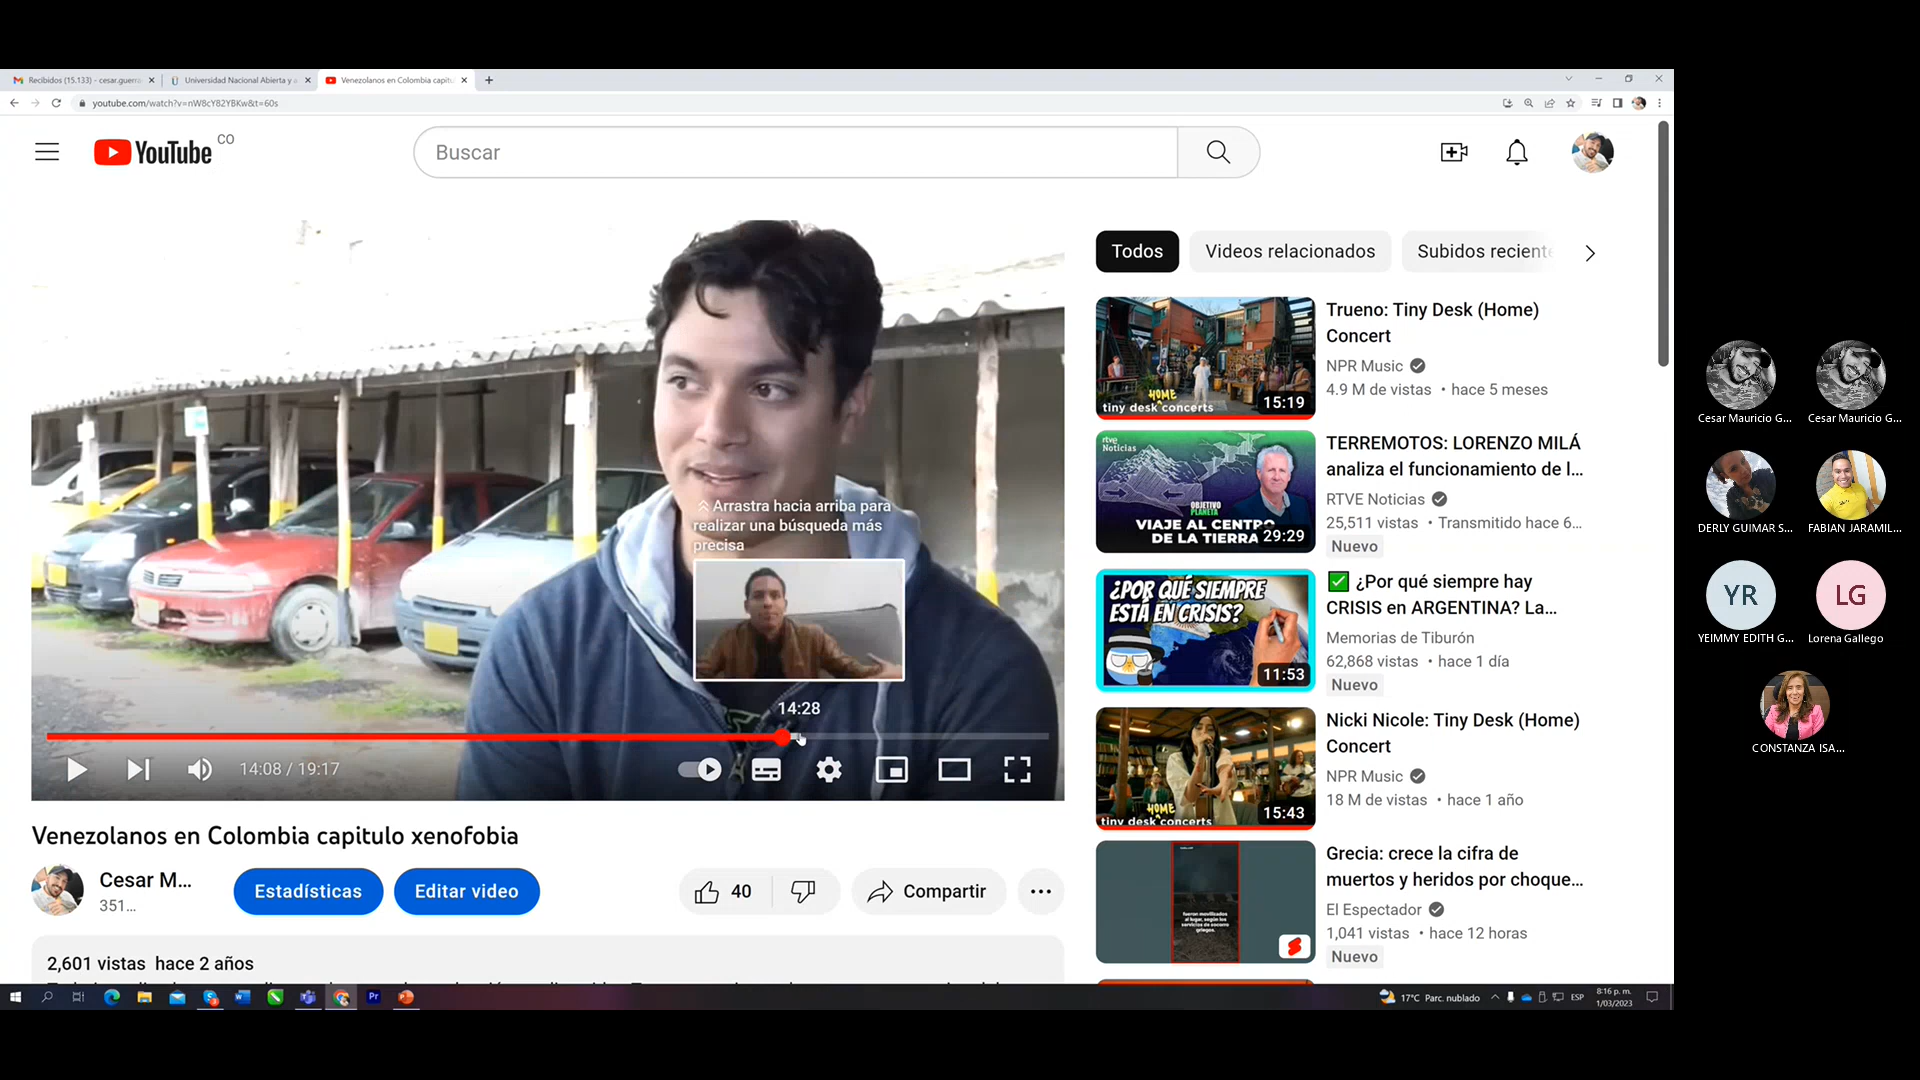 Recibidos (15.133) - cesar.guerra
Universidad Nacional Abierta y a
Venezolanos en Colombia capitu
youtube.com/watch?v=nW8cY82YBKw&t=60s
YouTube CO
Buscar
Todos
Videos relacionados
Subidos reciente
Trueno: Tiny Desk (Home)
Concert
NPR Music
4.9 M de vistas • hace 5 meses
HOME
tiny desk concerts
15:19
TERREMOTOS: LORENZO MILÁ
analiza el funcionamiento de l...
RTVE Noticias
25,511 vistas • Transmitido hace 6...
Nuevo
rtve
Noticias
OBJETIVO
PLANETA
VIAJE AL CENTRO
DE LA TIERRA
29:29
✅ ¿Por qué siempre hay
CRISIS en ARGENTINA? La...
Memorias de Tiburón
62,868 vistas • hace 1 día
Nuevo
¿POR QUÉ SIEMPRE
ESTÁ EN CRISIS?
11:53
Nicki Nicole: Tiny Desk (Home)
Concert
NPR Music
18 M de vistas • hace 1 año
HOME
tiny desk concerts
15:43
Grecia: crece la cifra de
muertos y heridos por choque...
El Espectador
1,041 vistas • hace 12 horas
Nuevo
Arrastra hacia arriba para
realizar una búsqueda más
precisa
14:28
14:08 / 19:17
Venezolanos en Colombia capitulo xenofobia
Cesar M...
351...
Estadísticas
Editar video
40
Compartir
2,601 vistas hace 2 años
17°C Parc. nublado
ESP
8:16 p. m.
1/03/2023
Cesar Mauricio G...
Cesar Mauricio G...
DERLY GUIMAR S...
FABIAN JARAMIL...
YR
LG
YEIMMY EDITH G...
Lorena Gallego
CONSTANZA ISA...